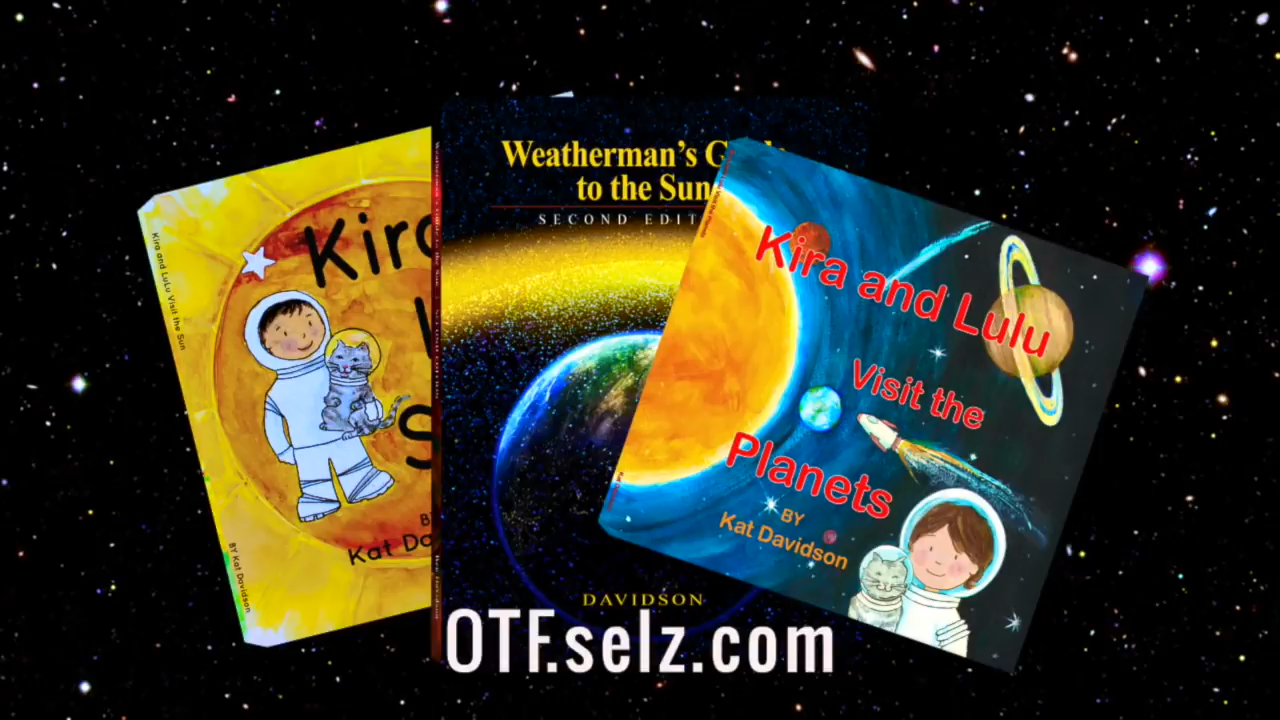 Kira and LuLu Visit the Sun
BY Kat Davidson
Kir
BY
Kat Da
Weatherman's G
to the Sun
SECOND EDIT
DAVIDSON
Kira and Lulu
Visit the
Planets
BY
Kat Davidson
OTF.selz.com